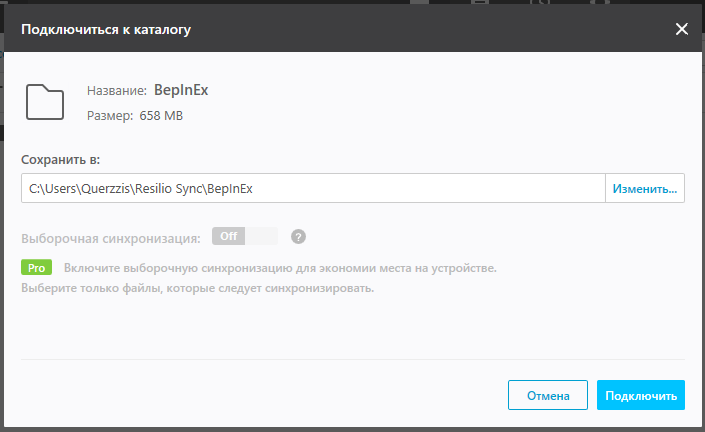 Подключиться к каталогу
Название: BepInEx
Размер: 658 MB
Сохранить в:
C:\Users\Querzzis\Resilio Sync\BepInEx Изменить...
Выборочная синхронизация: Off ?
Pro Включите выборочную синхронизацию для экономии места на устройстве.
Выберите только файлы, которые следует синхронизировать.
Отмена Подключить